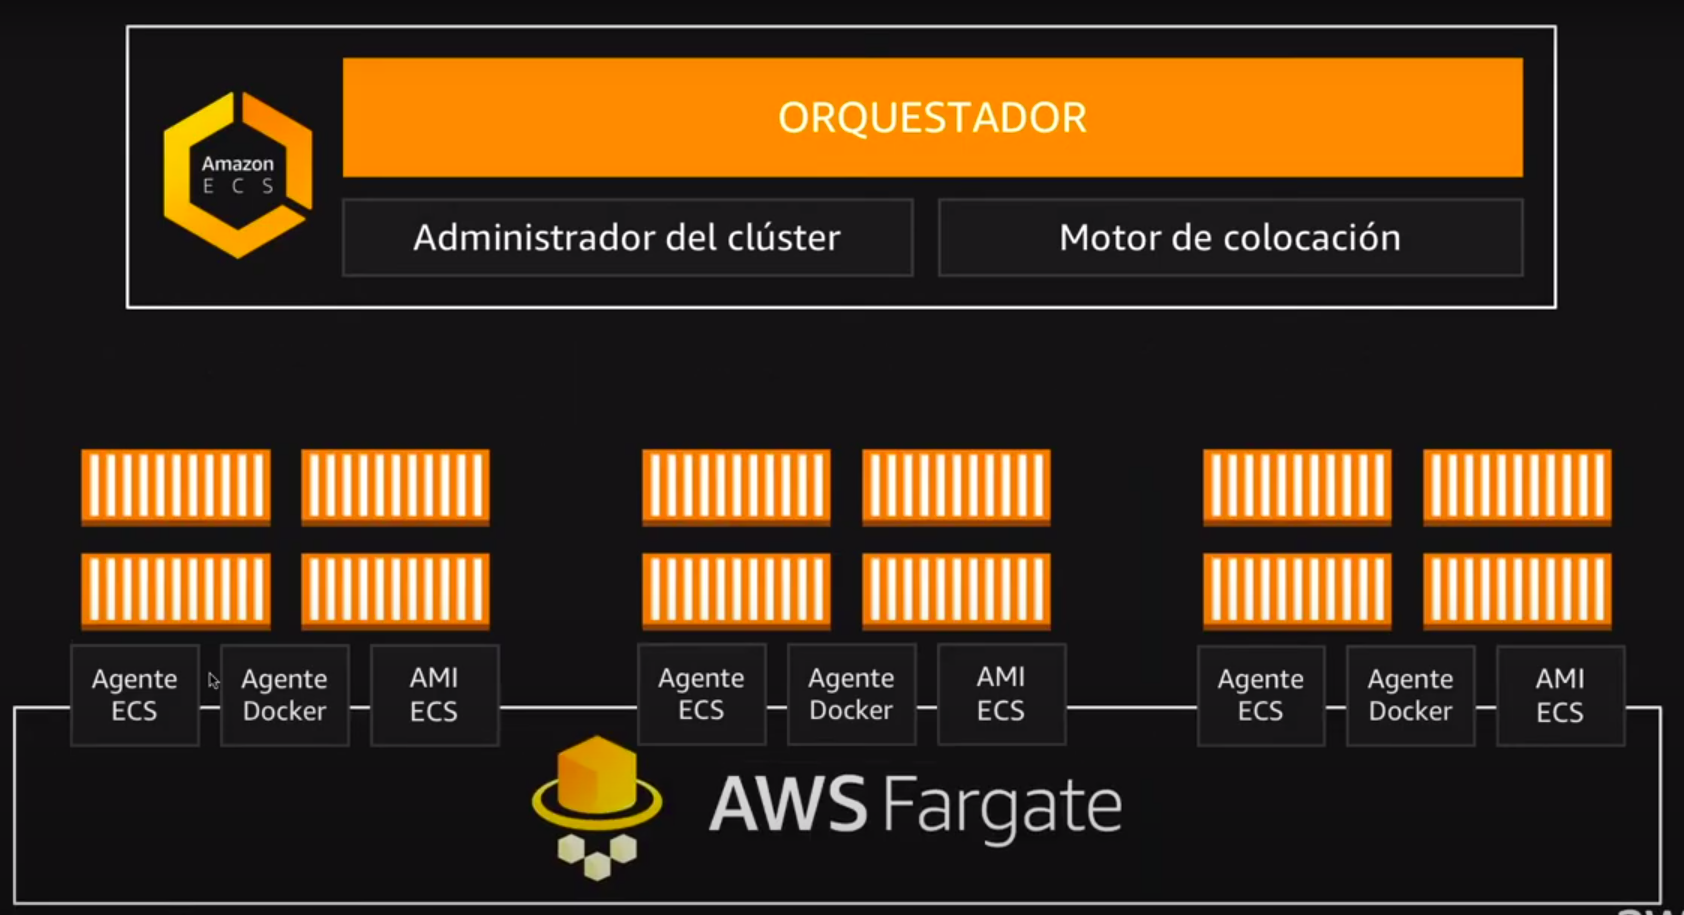 ORQUESTADOR
Amazon
E C S
Administrador del clúster
Motor de colocación
Agente
ECS
Agente
Docker
AMI
ECS
Agente
ECS
Agente
Docker
AMI
ECS
Agente
ECS
Agente
Docker
AMI
ECS
AWS Fargate